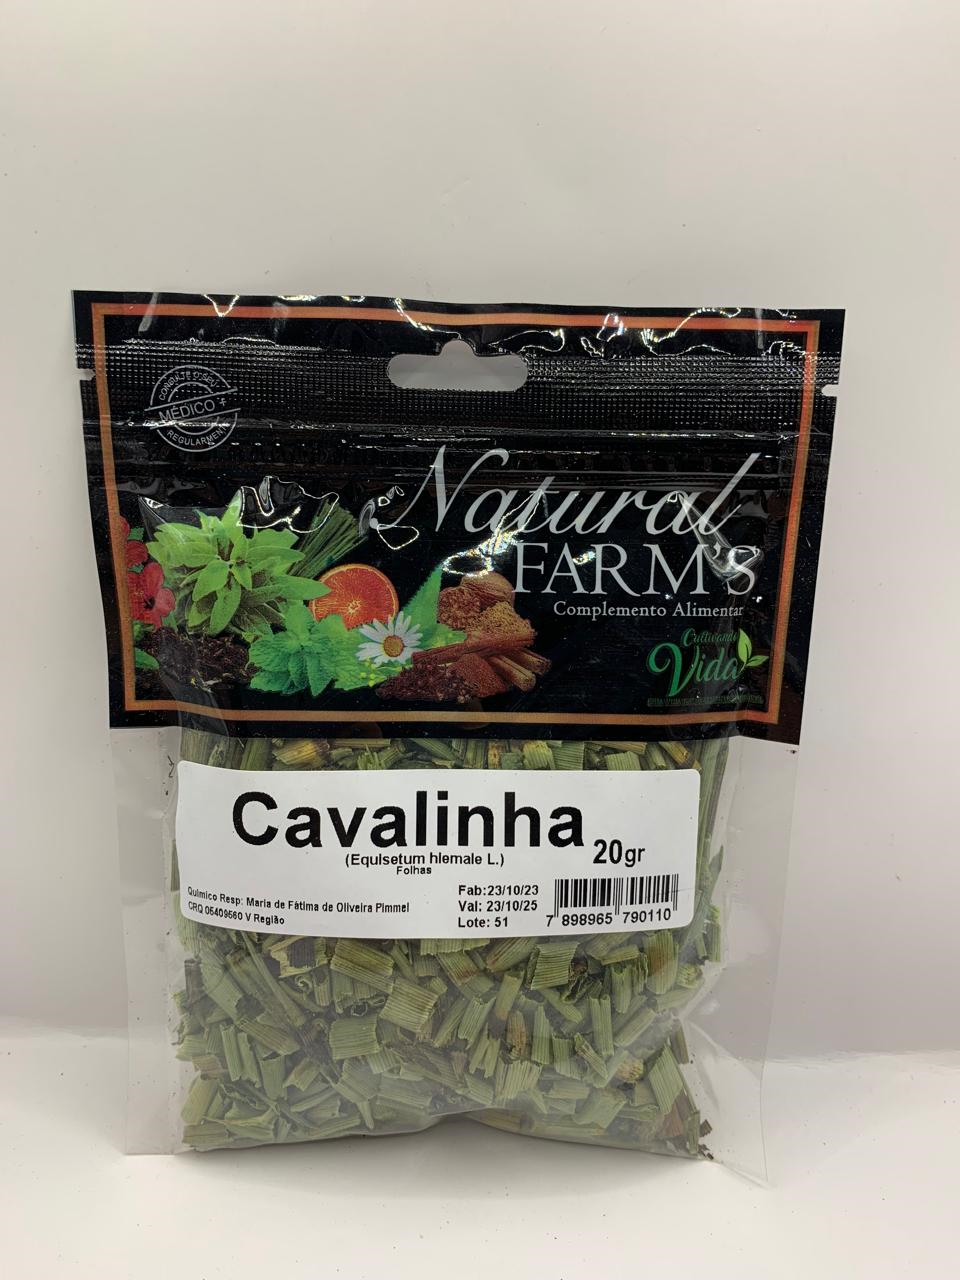 CONSULTE O SEU
MÉDICO +
REGULARMENTE
Natural
FARM'S
Complemento Alimentar
Cultivando
Vida
Cavalinha 20gr
(Equisetum hiemale L.)
Folhas
Químico Resp: Maria de Fátima de Oliveira Pimmel
CRQ 05409560 V Região
Fab:23/10/23
Val: 23/10/25
Lote: 51
7 898965 790110